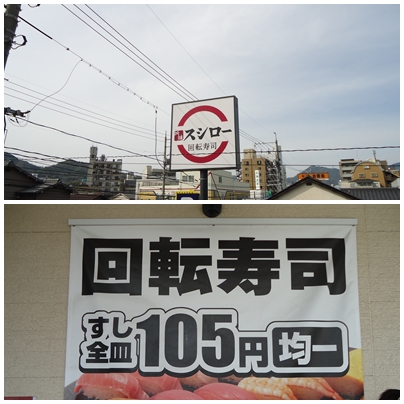 スシロー
回転寿司
回転寿司
すし
全皿 105円 均一